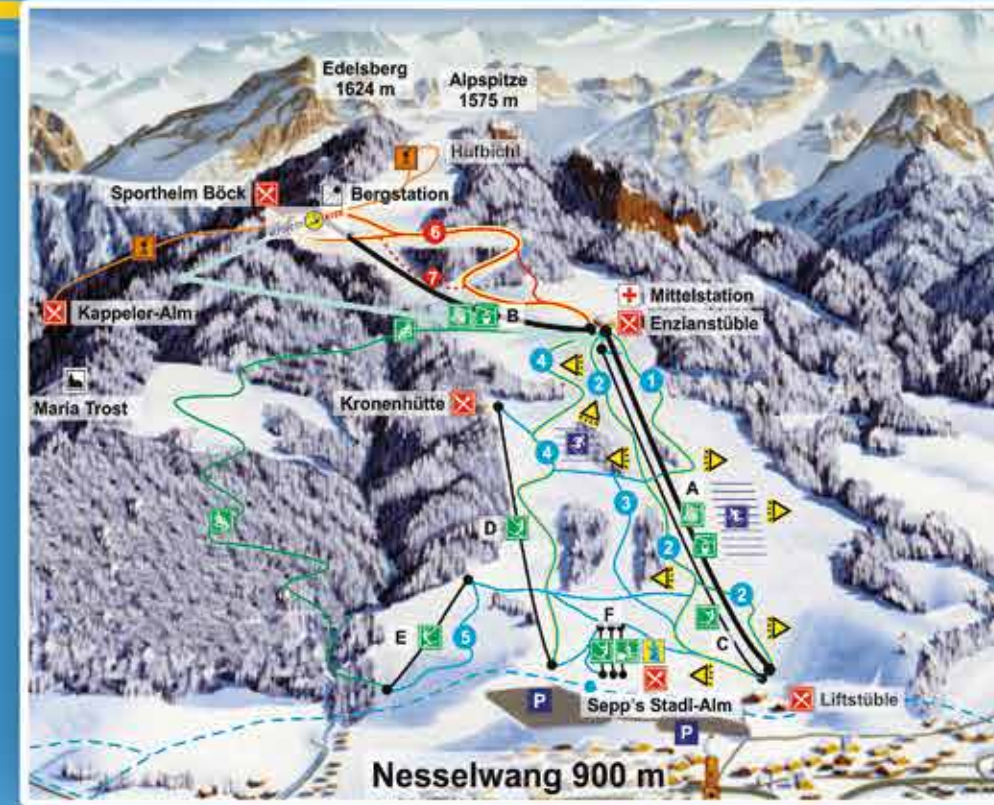 Edelsberg
1624 m
Alpspitze
1575 m
Hufbichl
Sportheim Böck
Bergstation
6
7
Kappeler-Alm
B
Mittelstation
Enzianstüble
4
2
1
Maria Trost
Kronenhütte
4
A
3
D
2
2
F
E
5
C
Liftstüble
P
Sepp's Stadl-Alm
P
Nesselwang 900 m